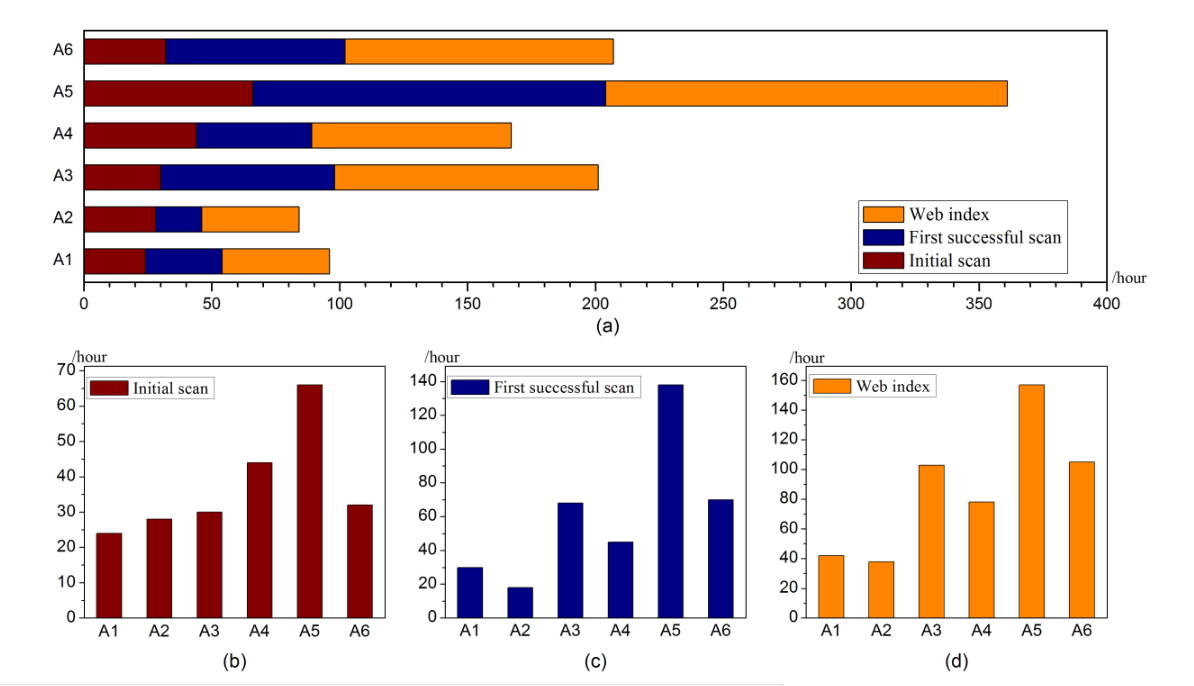 A6
A5
A4
A3
A2
A1
Web index
First successful scan
Initial scan
0 50 100 150 200 250 300 350 400 /hour
(a)
/hour
70
60
50
40
30
20
10
0
Initial scan
A1 A2 A3 A4 A5 A6
(b)
/hour
140
120
100
80
60
40
20
0
First successful scan
A1 A2 A3 A4 A5 A6
(c)
/hour
160
140
120
100
80
60
40
20
0
Web index
A1 A2 A3 A4 A5 A6
(d)